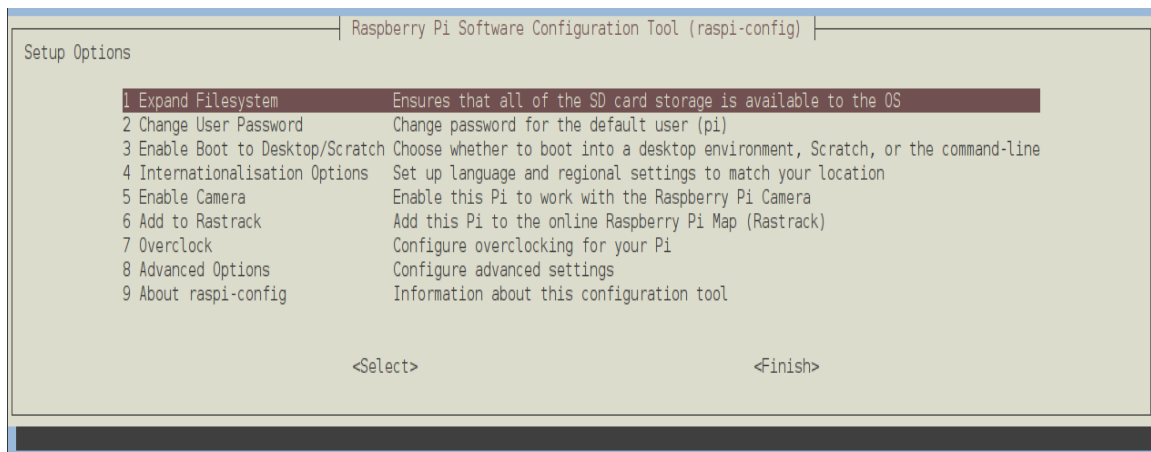 Raspberry Pi Software Configuration Tool (raspi-config)
Setup Options
1 Expand Filesystem Ensures that all of the SD card storage is available to the OS
2 Change User Password Change password for the default user (pi)
3 Enable Boot to Desktop/Scratch Choose whether to boot into a desktop environment, Scratch, or the command-line
4 Internationalisation Options Set up language and regional settings to match your location
5 Enable Camera Enable this Pi to work with the Raspberry Pi Camera
6 Add to Rastrack Add this Pi to the online Raspberry Pi Map (Rastrack)
7 Overclock Configure overclocking for your Pi
8 Advanced Options Configure advanced settings
9 About raspi-config Information about this configuration tool
<Select> <Finish>